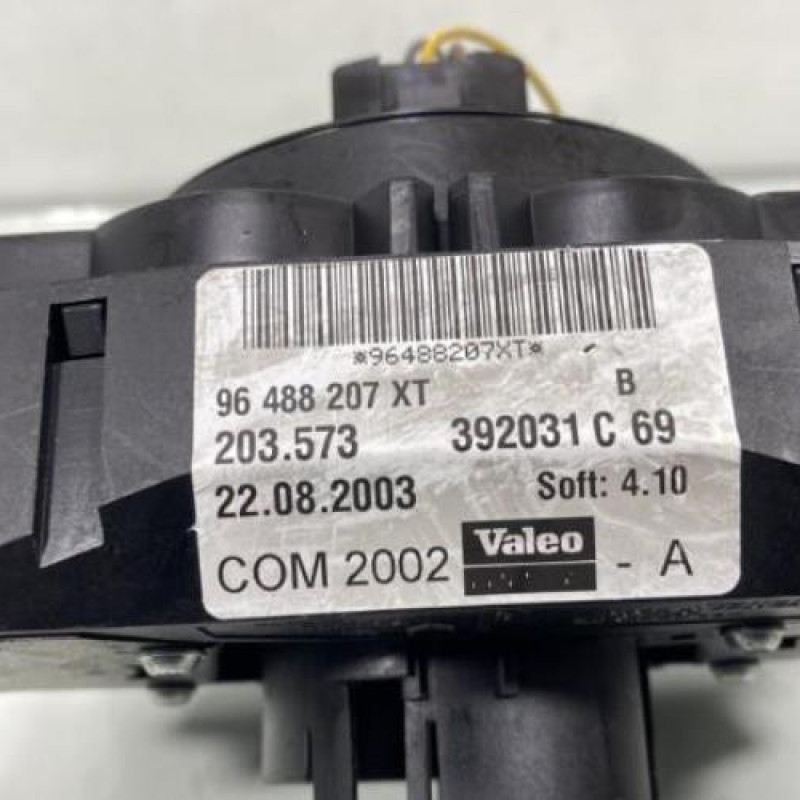 *96488207XT*
96 488 207 XT B
203.573 392031 C 69
22.08.2003 Soft: 4.10
COM 2002 Valeo - A